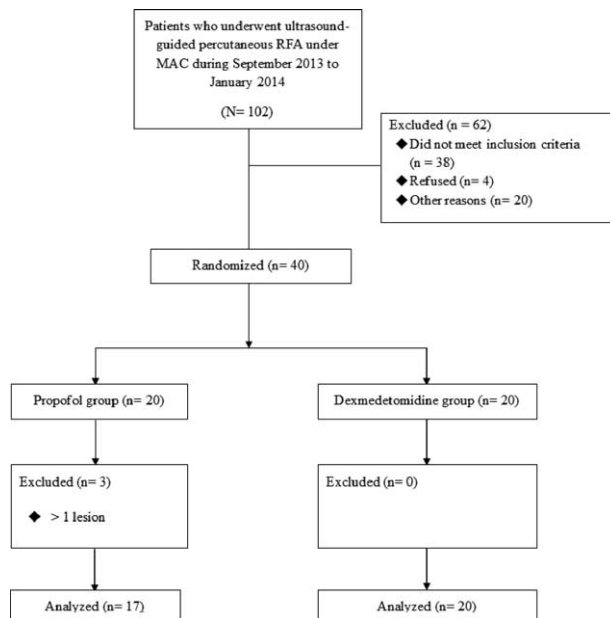 Patients who underwent ultrasound-
guided percutaneous RFA under
MAC during September 2013 to
January 2014
(N= 102)
Excluded (n = 62)
◆Did not meet inclusion criteria
(n = 38)
◆Refused (n= 4)
◆Other reasons (n= 20)
Randomized (n= 40)
Propofol group (n= 20)
Dexmedetomidine group (n= 20)
Excluded (n= 3)
◆ > 1 lesion
Excluded (n= 0)
Analyzed (n= 17)
Analyzed (n= 20)